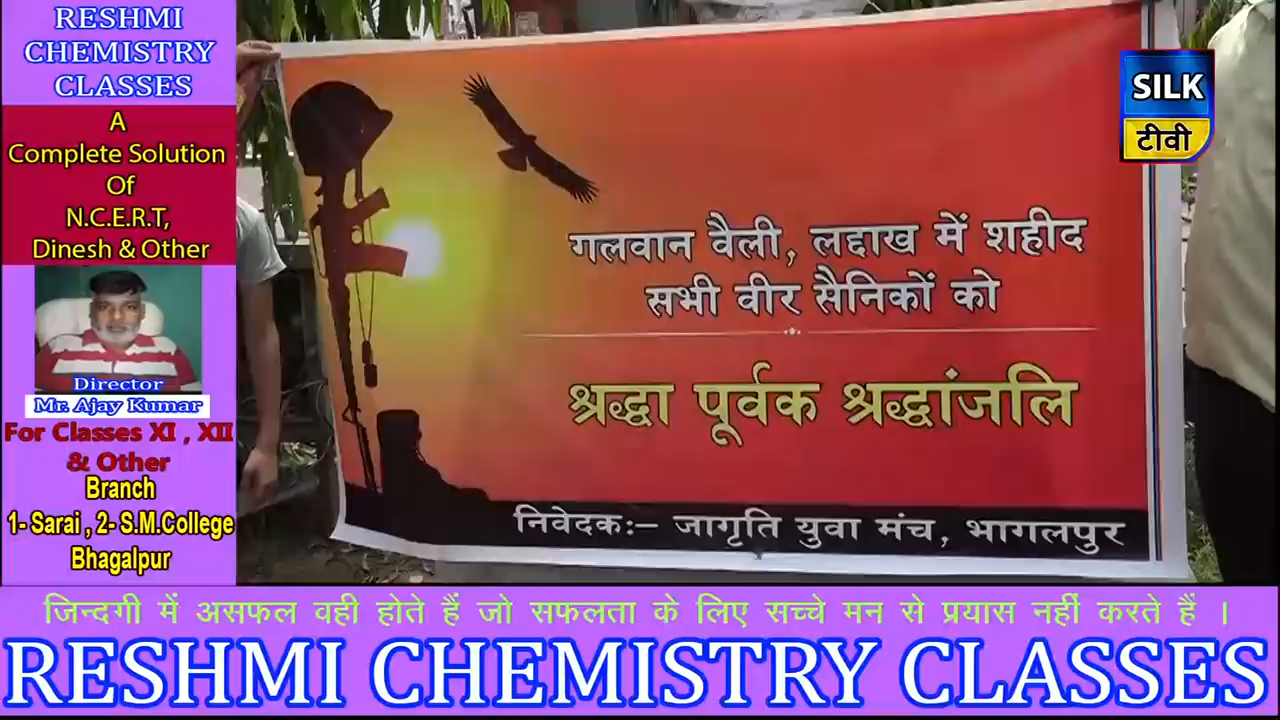 RESHMI
CHEMISTRY
CLASSES
A
Complete Solution
Of
N.C.E.R.T,
Dinesh & Other
Director
Mr. Ajay Kumar
For Classes XI , XII
& Other
Branch
1- Sarai , 2- S.M.College
Bhagalpur
SILK
टीवी
गलवान वैली, लद्दाख में शहीद
सभी वीर सैनिकों को
श्रद्धा पूर्वक श्रद्धांजलि
निवेदकः– जागृति युवा मंच, भागलपुर
जिन्दगी में असफल वही होते हैं जो सफलता के लिए सच्चे मन से प्रयास नहीं करते हैं ।
RESHMI CHEMISTRY CLASSES